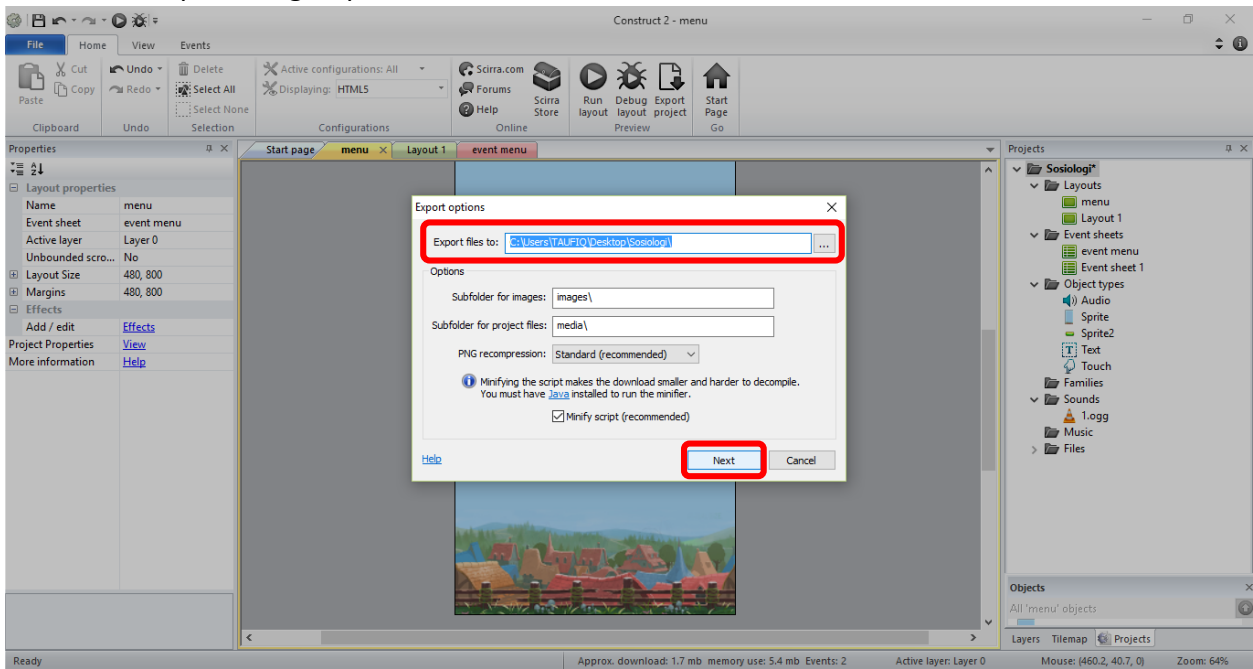 Construct 2 - menu
File Home View Events
Paste Cut Copy Clipboard
Undo Redo Undo
Delete Select All Select None Selection
Active configurations: All
Displaying: HTML5
Configurations
Scirra.com Forums Help Scirra Store Online
Run layout Debug layout Export project Preview
Start Page Go
Properties
Layout properties
Name menu
Event sheet event menu
Active layer Layer 0
Unbounded scro... No
Layout Size 480, 800
Margins 480, 800
Effects
Add / edit Effects
Project Properties View
More information Help
Start page menu Layout 1 event menu
Export options
Export files to: C:\Users\TAUFIQ\Desktop\Sosiologi\ ...
Options
Subfolder for images: images\
Subfolder for project files: media\
PNG recompression: Standard (recommended)
Minifying the script makes the download smaller and harder to decompile.
You must have Java installed to run the minifier.
Minify script (recommended)
Help Next Cancel
Projects
Sosiologi*
Layouts
menu
Layout 1
Event sheets
event menu
Event sheet 1
Object types
Audio
Sprite
Sprite2
Text
Touch
Families
Sounds
1.ogg
Music
Files
Objects
All 'menu' objects
Layers Tilemap Projects
Ready Approx. download: 1.7 mb memory use: 5.4 mb Events: 2 Active layer: Layer 0 Mouse: (460.2, 40.7, 0) Zoom: 64%